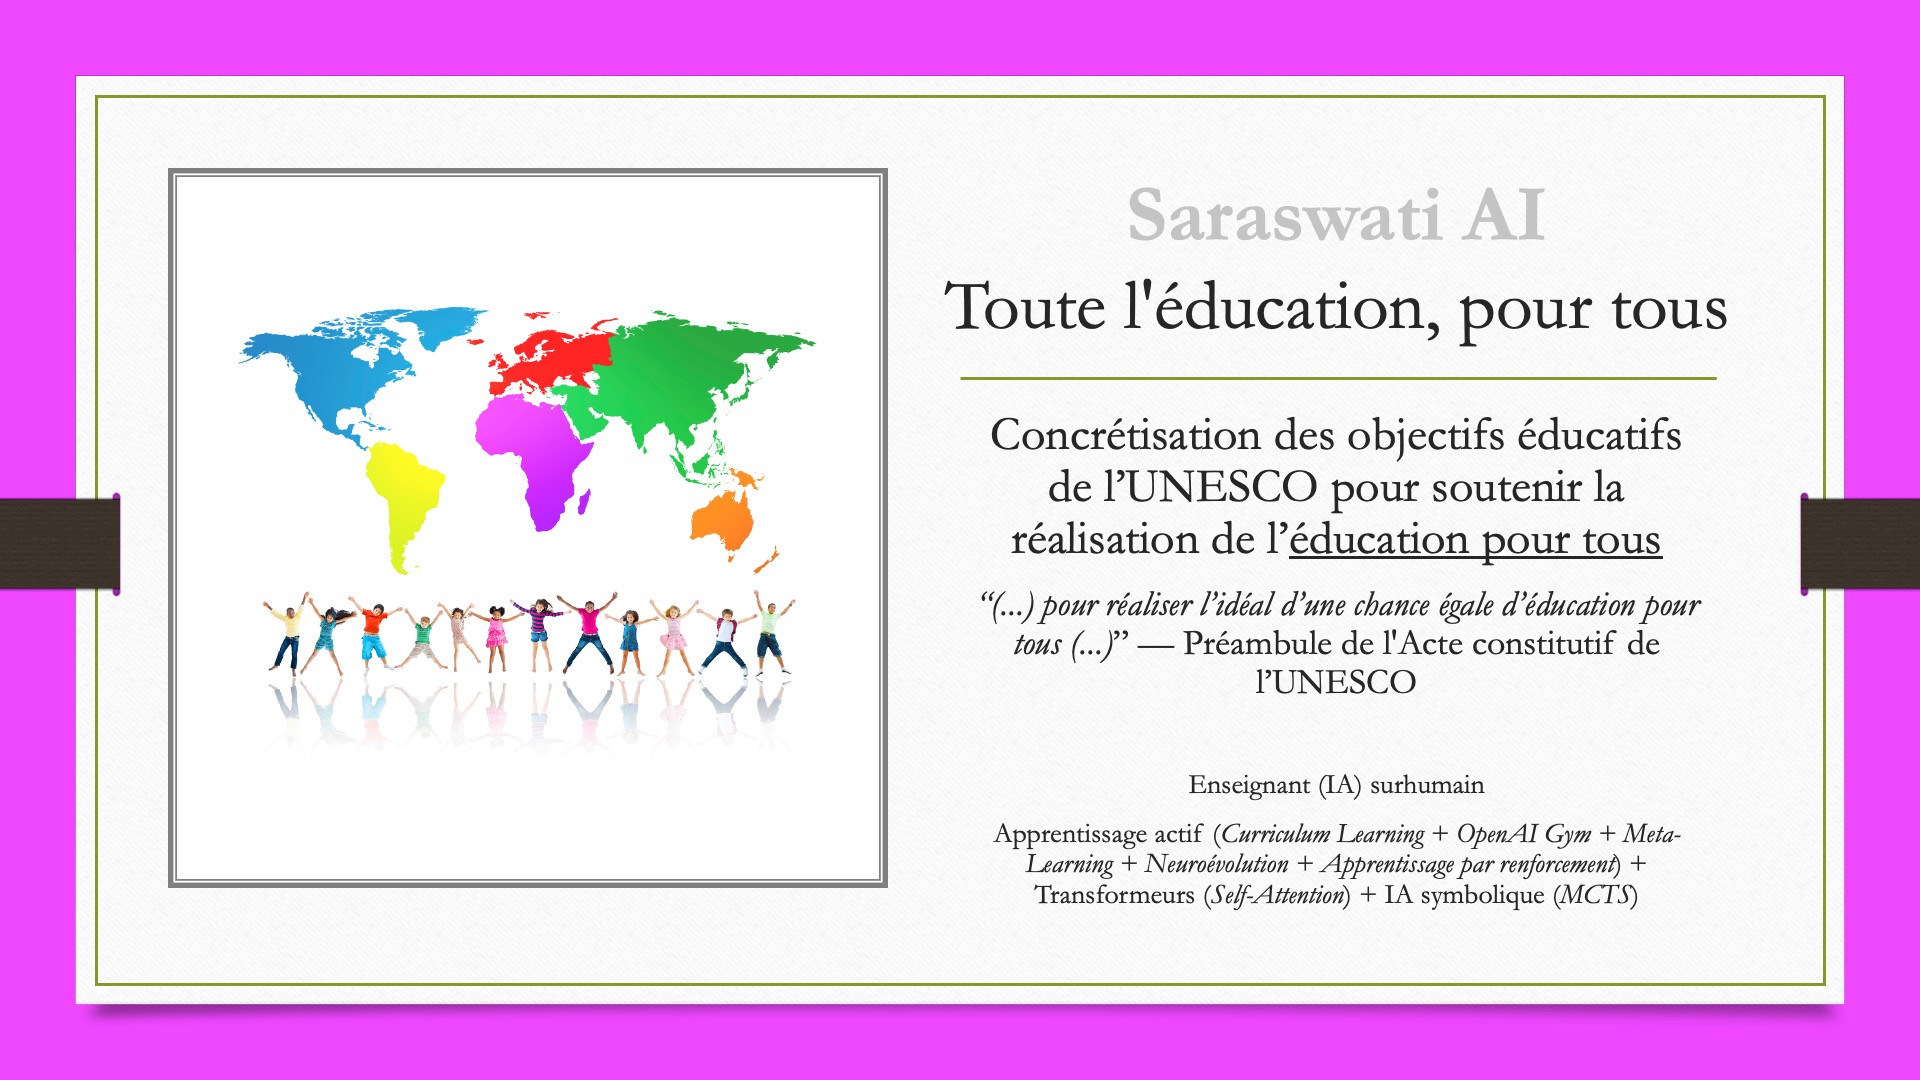 Saraswati AI
Toute l'éducation, pour tous
Concrétisation des objectifs éducatifs
de l’UNESCO pour soutenir la
réalisation de l’éducation pour tous
“(...) pour réaliser l’idéal d’une chance égale d’éducation pour
tous (...)” — Préambule de l'Acte constitutif de
l’UNESCO
Enseignant (IA) surhumain
Apprentissage actif (Curriculum Learning + OpenAI Gym + Meta-
Learning + Neuroévolution + Apprentissage par renforcement) +
Transformeurs (Self-Attention) + IA symbolique (MCTS)